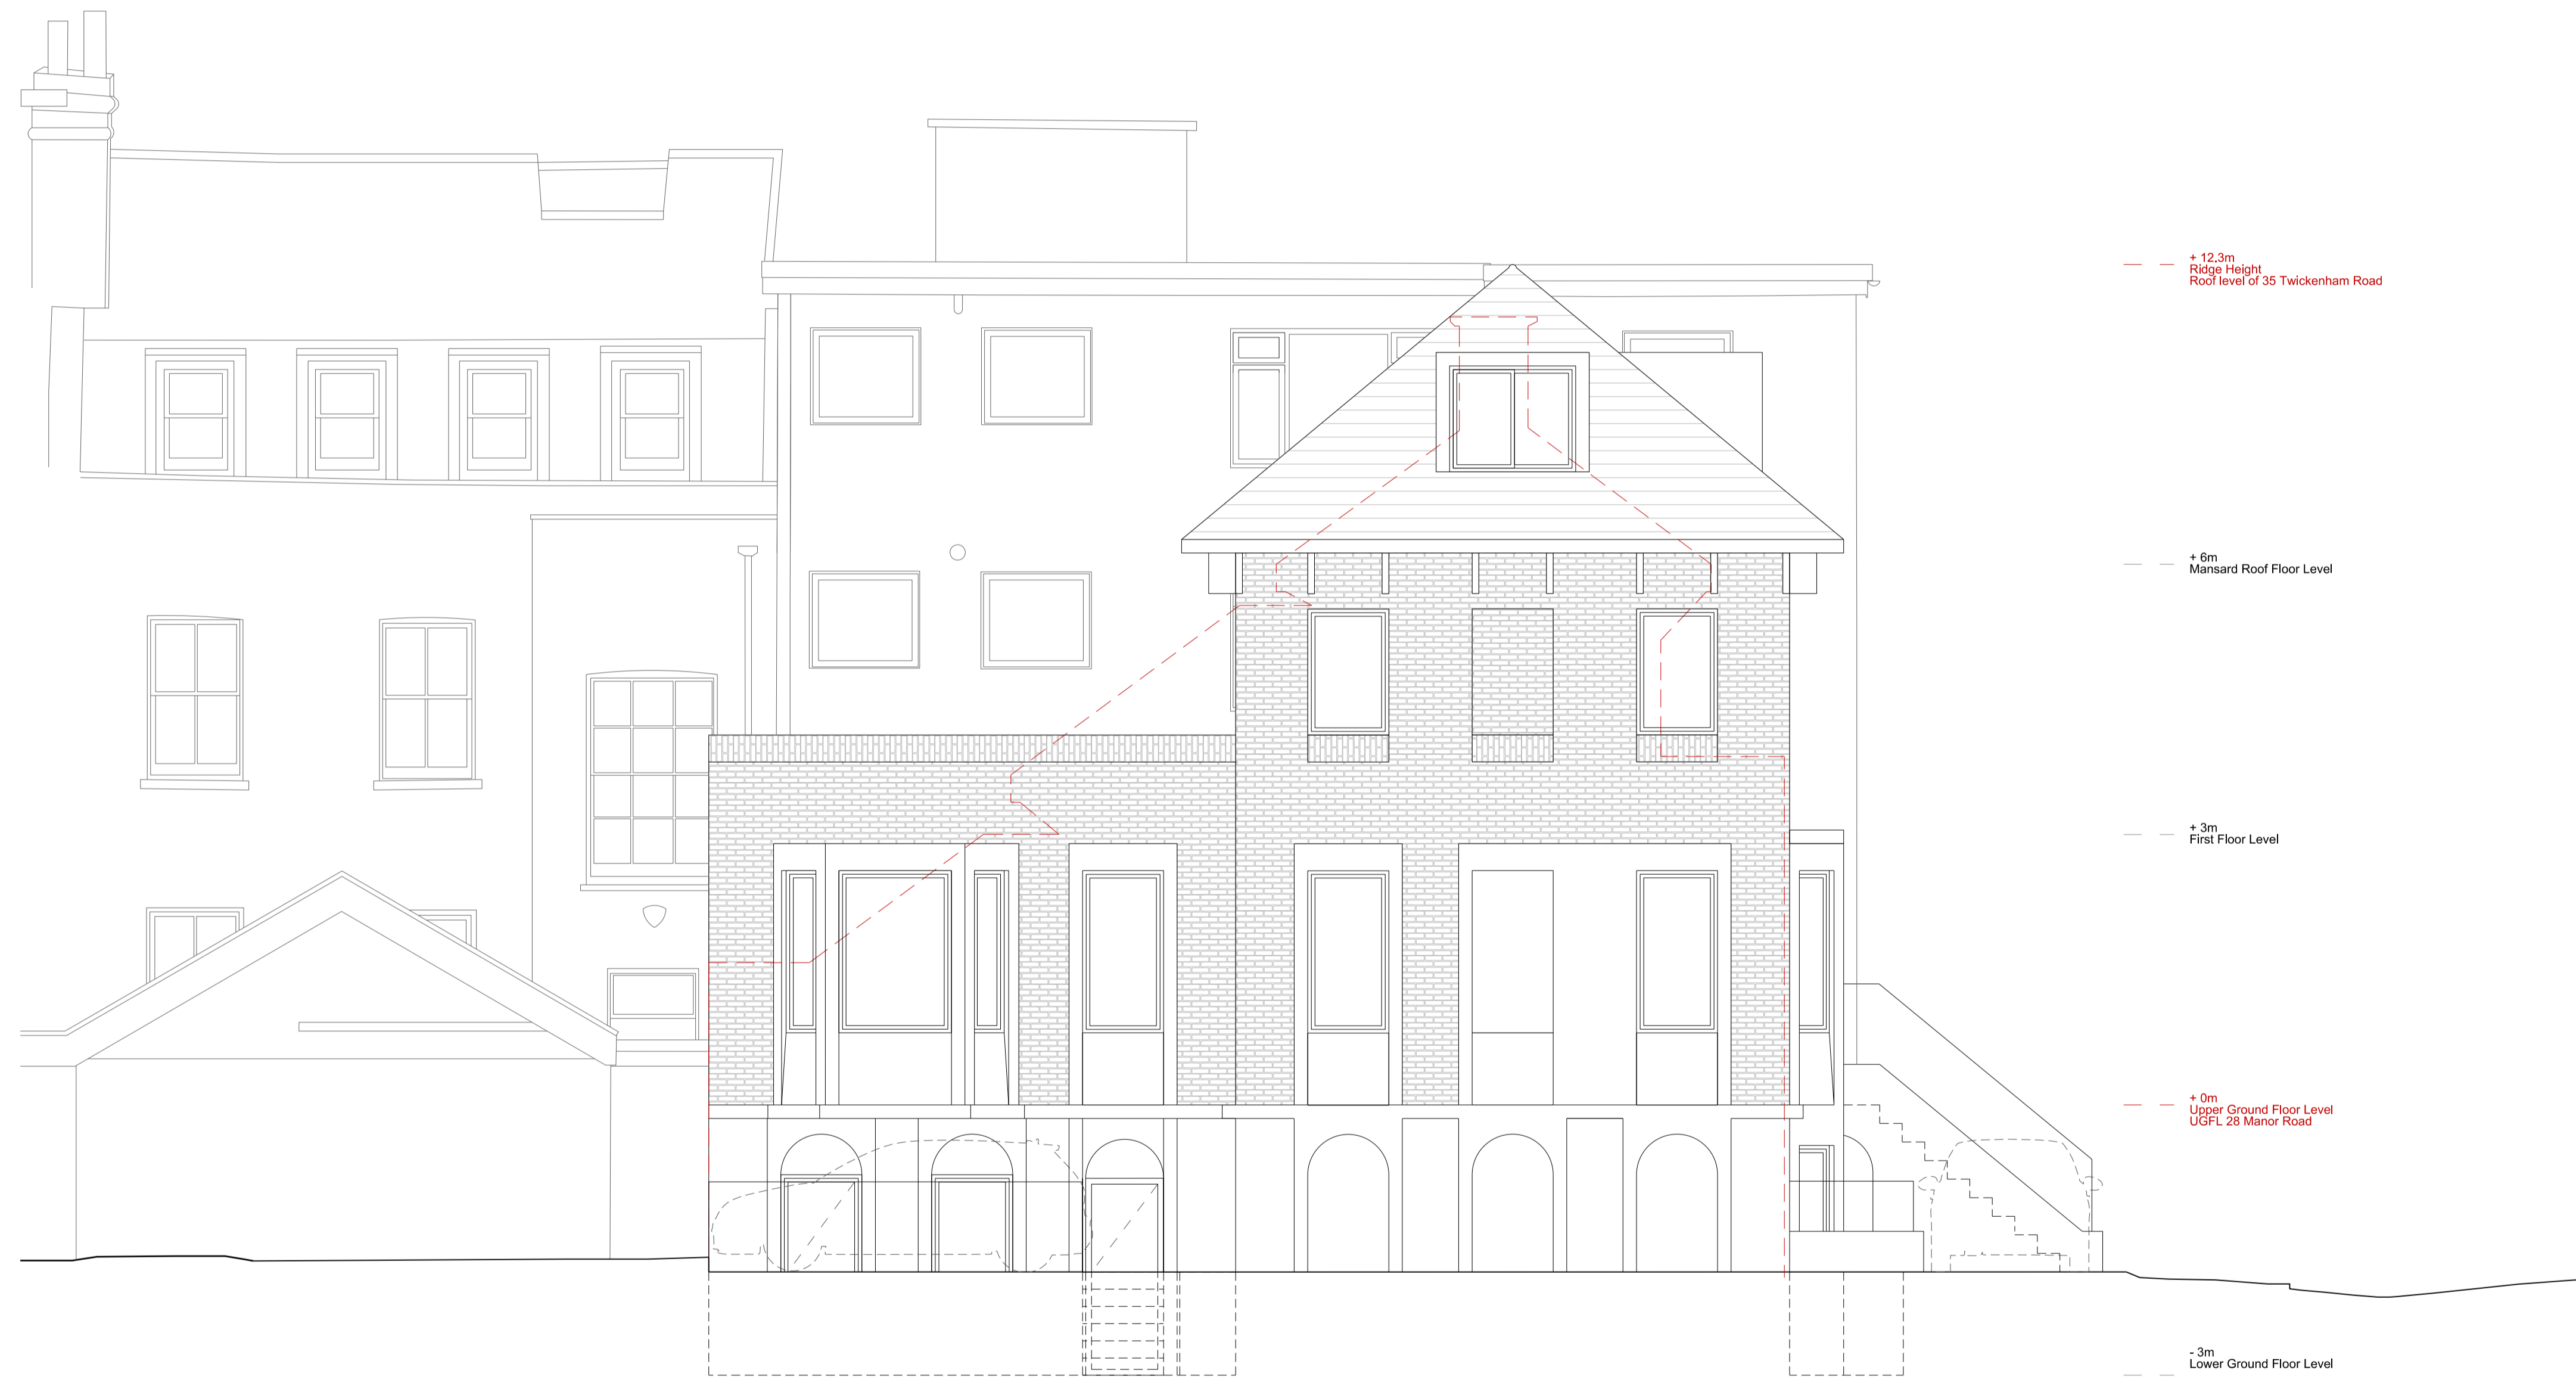 + 12.3m
Ridge Height
Roof level of 35 Twickenham Road
+ 6m
Mansard Roof Floor Level
+ 3m
First Floor Level
+ 0m
Upper Ground Floor Level
UGFL 28 Manor Road
- 3m
Lower Ground Floor Level